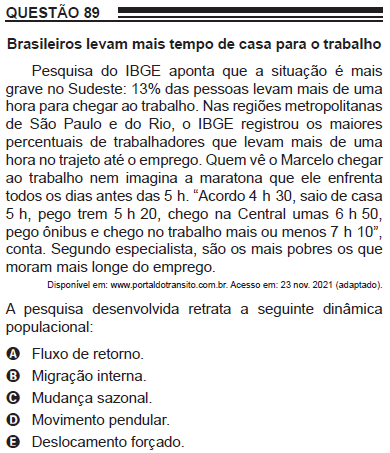 QUESTÃO 89
Brasileiros levam mais tempo de casa para o trabalho
Pesquisa do IBGE aponta que a situação é mais
grave no Sudeste: 13% das pessoas levam mais de uma
hora para chegar ao trabalho. Nas regiões metropolitanas
de São Paulo e do Rio, o IBGE registrou os maiores
percentuais de trabalhadores que levam mais de uma
hora no trajeto até o emprego. Quem vê o Marcelo chegar
ao trabalho nem imagina a maratona que ele enfrenta
todos os dias antes das 5 h. “Acordo 4 h 30, saio de casa
5 h, pego trem 5 h 20, chego na Central umas 6 h 50,
pego ônibus e chego no trabalho mais ou menos 7 h 10”,
conta. Segundo especialista, são os mais pobres os que
moram mais longe do emprego.
Disponível em: www.portaldotransito.com.br. Acesso em: 23 nov. 2021 (adaptado).
A pesquisa desenvolvida retrata a seguinte dinâmica
populacional:
A Fluxo de retorno.
B Migração interna.
C Mudança sazonal.
D Movimento pendular.
E Deslocamento forçado.